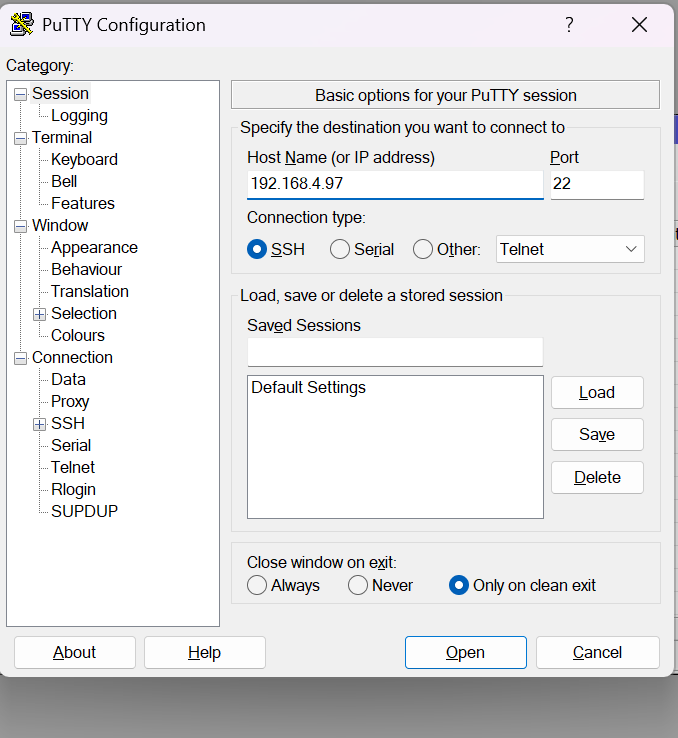 PuTTY Configuration
?
Category:
Session
Logging
Terminal
Keyboard
Bell
Features
Window
Appearance
Behaviour
Translation
Selection
Colours
Connection
Data
Proxy
SSH
Serial
Telnet
Rlogin
SUPDUP
Basic options for your PuTTY session
Specify the destination you want to connect to
Host Name (or IP address) Port
192.168.4.97 22
Connection type:
SSH Serial Other: Telnet
Load, save or delete a stored session
Saved Sessions
Default Settings
Load
Save
Delete
Close window on exit:
Always Never Only on clean exit
About Help Open Cancel